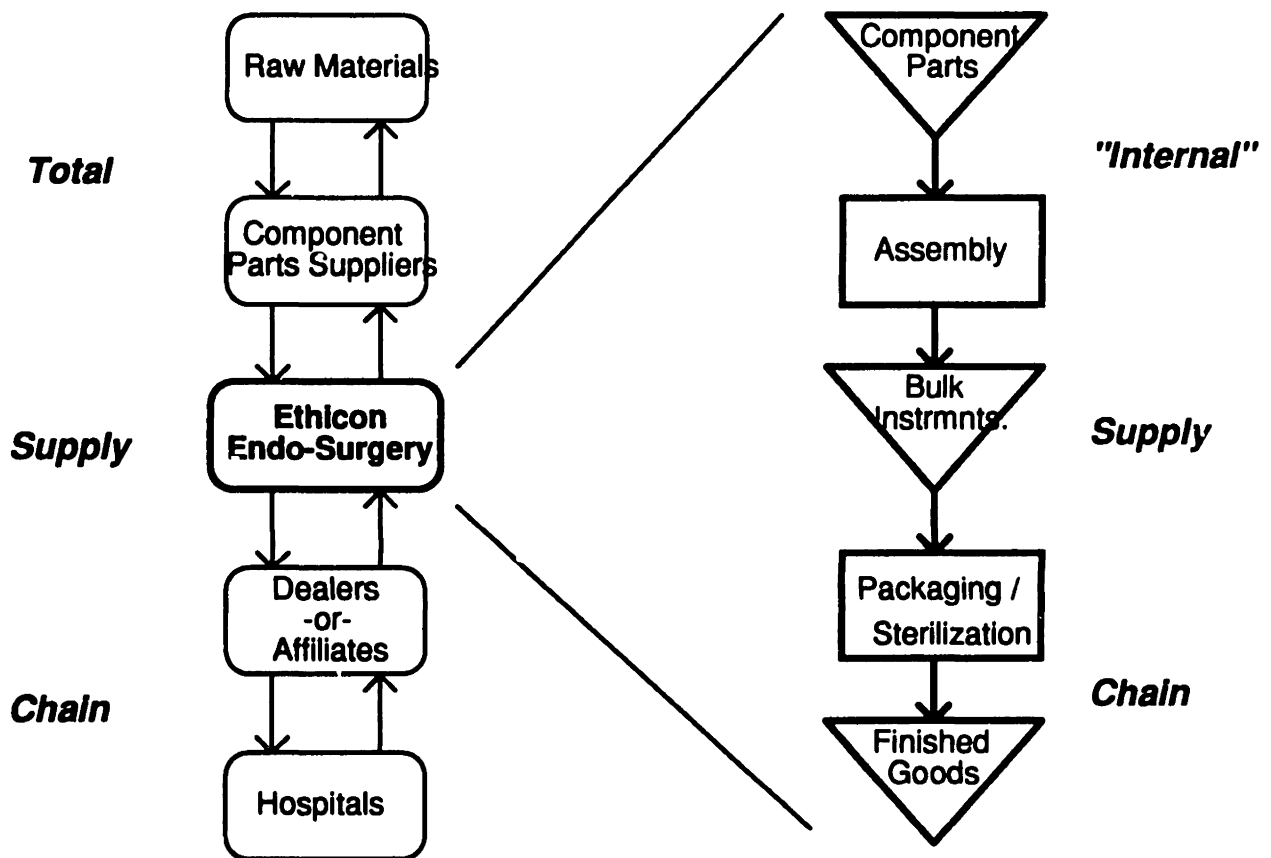 Raw Materials
Total
Component
Parts Suppliers
Ethicon
Endo-Surgery
Supply
Dealers
-or-
Affiliates
Chain
Hospitals
Component
Parts
"Internal"
Assembly
Bulk
Instrmnts.
Supply
Packaging /
Sterilization
Chain
Finished
Goods